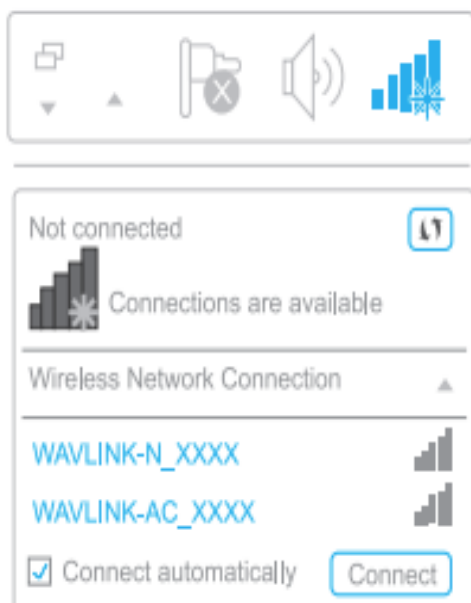 Not connected
Connections are available
Wireless Network Connection
WAVLINK-N_XXXX
WAVLINK-AC_XXXX
Connect automatically
Connect